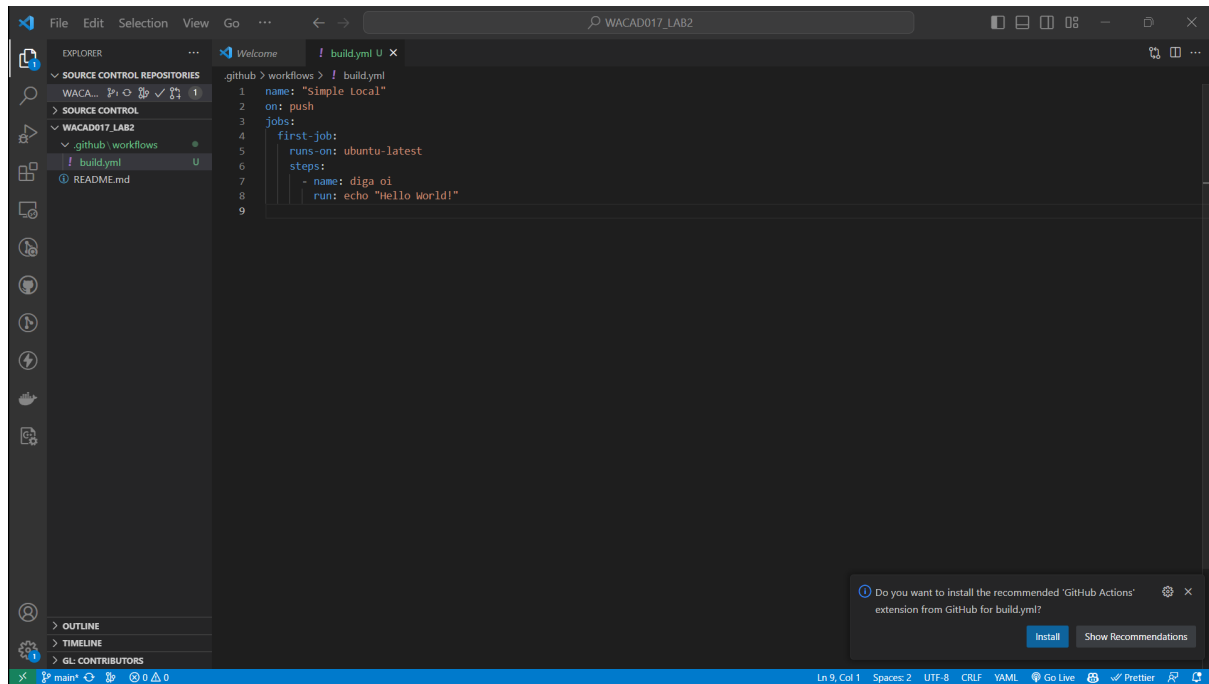 File Edit Selection View Go ··· WACAD017_LAB2
EXPLORER ···
SOURCE CONTROL REPOSITORIES
WACA... 1
SOURCE CONTROL
WACAD017_LAB2
.github \ workflows
! build.yml U
README.md
OUTLINE
TIMELINE
GL: CONTRIBUTORS
Welcome ! build.yml U
.github > workflows > ! build.yml
1 name: "Simple Local"
2 on: push
3 jobs:
4 first-job:
5 runs-on: ubuntu-latest
6 steps:
7 - name: diga oi
8 run: echo "Hello World!"
9
Do you want to install the recommended 'GitHub Actions'
extension from GitHub for build.yml?
Install Show Recommendations
main* 0 0 Ln 9, Col 1 Spaces: 2 UTF-8 CRLF YAML Go Live Prettier